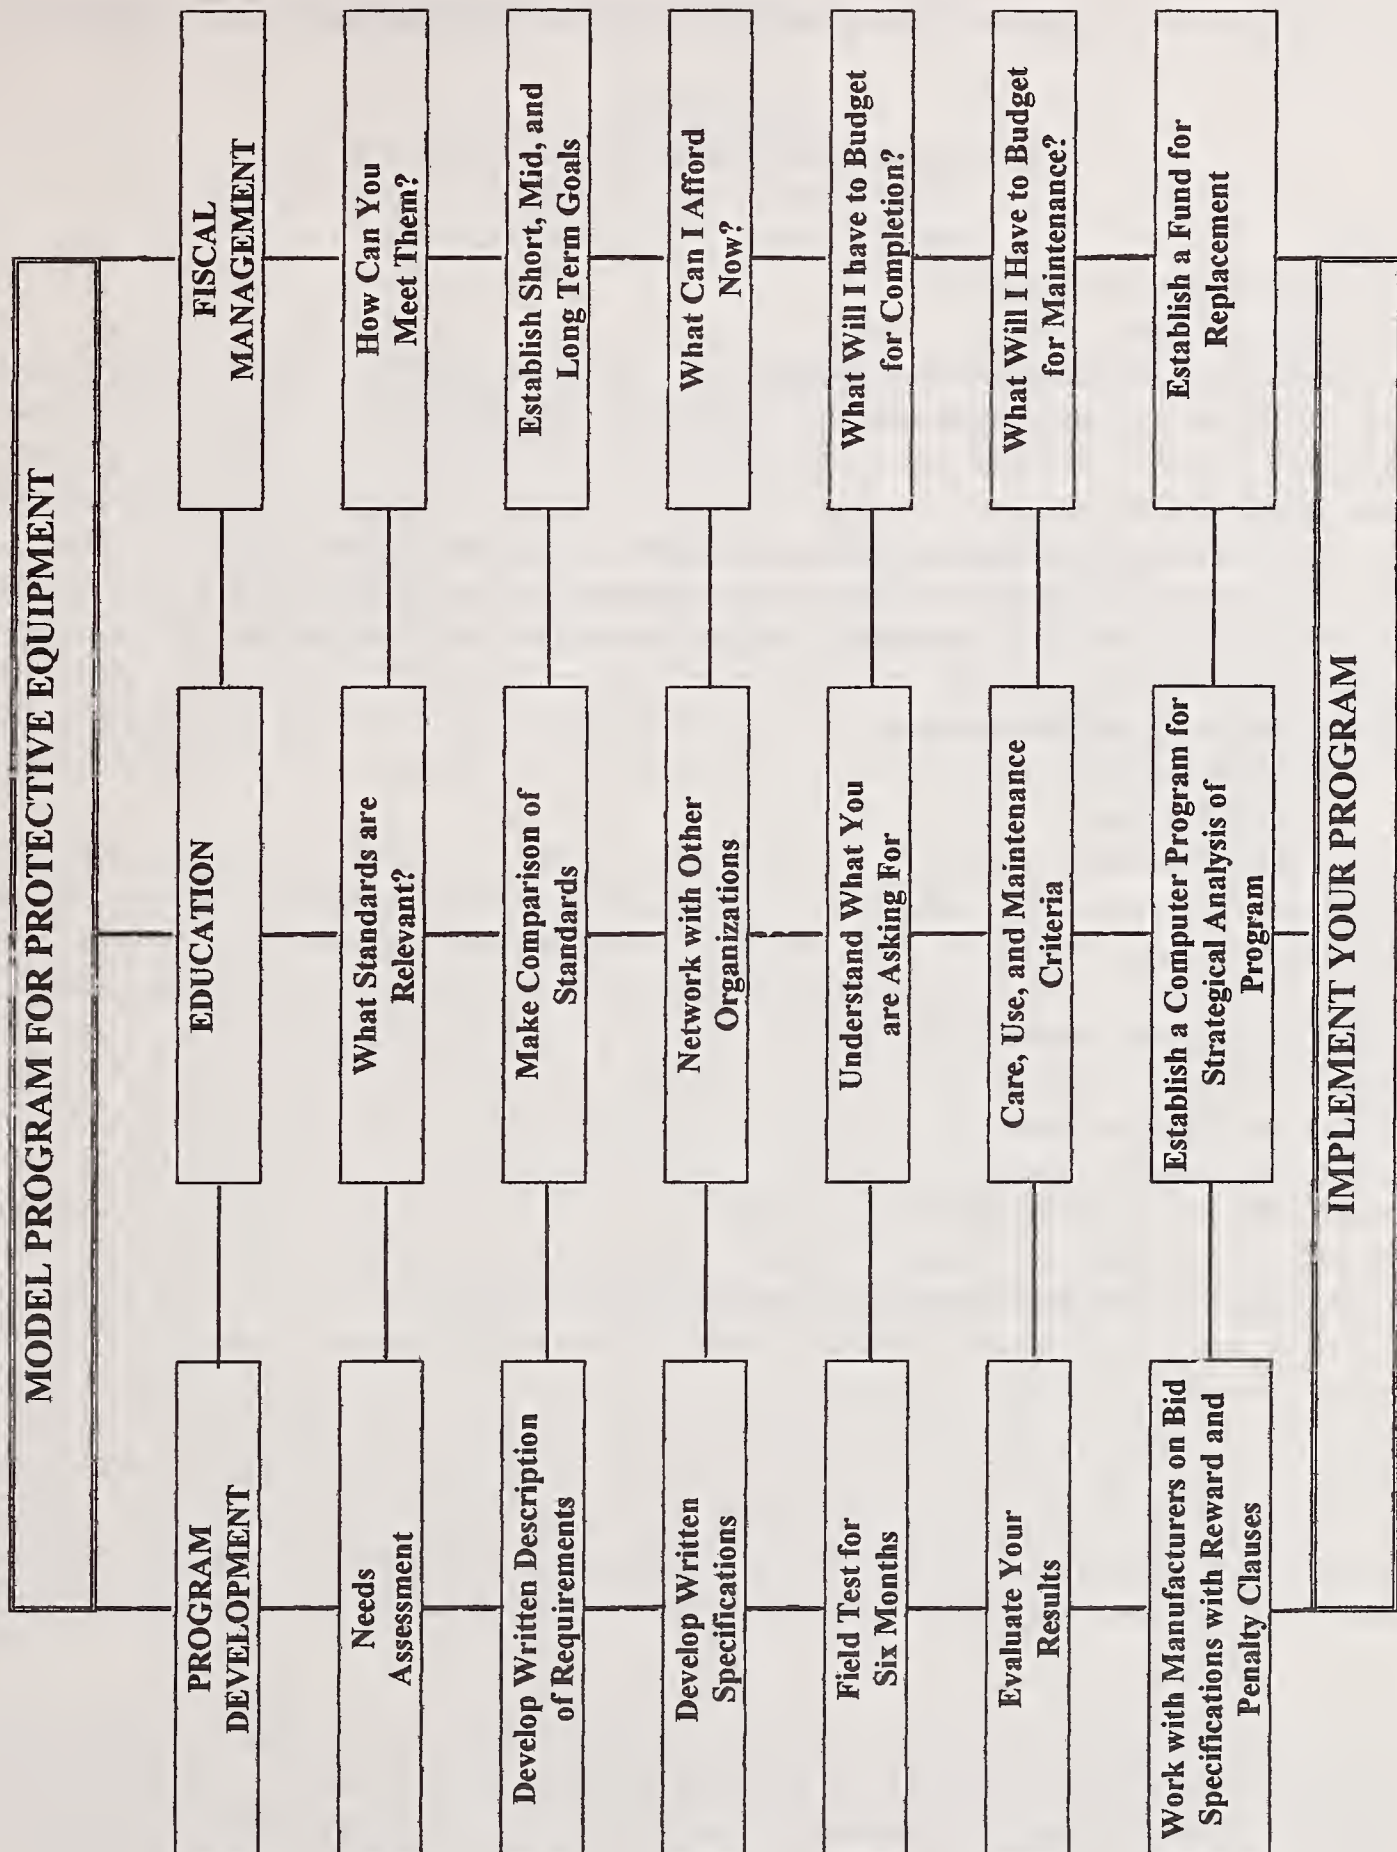 MODEL PROGRAM FOR PROTECTIVE EQUIPMENT
PROGRAM
DEVELOPMENT
EDUCATION
FISCAL
MANAGEMENT
Needs
Assessment
What Standards are
Relevant?
How Can You
Meet Them?
Develop Written Description
of Requirements
Make Comparison of
Standards
Establish Short, Mid, and
Long Term Goals
Develop Written
Specifications
Network with Other
Organizations
What Can I Afford
Now?
Field Test for
Six Months
Understand What You
are Asking For
What Will I have to Budget
for Completion?
Evaluate Your
Results
Care, Use, and Maintenance
Criteria
What Will I Have to Budget
for Maintenance?
Work with Manufacturers on Bid
Specifications with Reward and
Penalty Clauses
Establish a Computer Program for
Strategical Analysis of
Program
Establish a Fund for
Replacement
IMPLEMENT YOUR PROGRAM